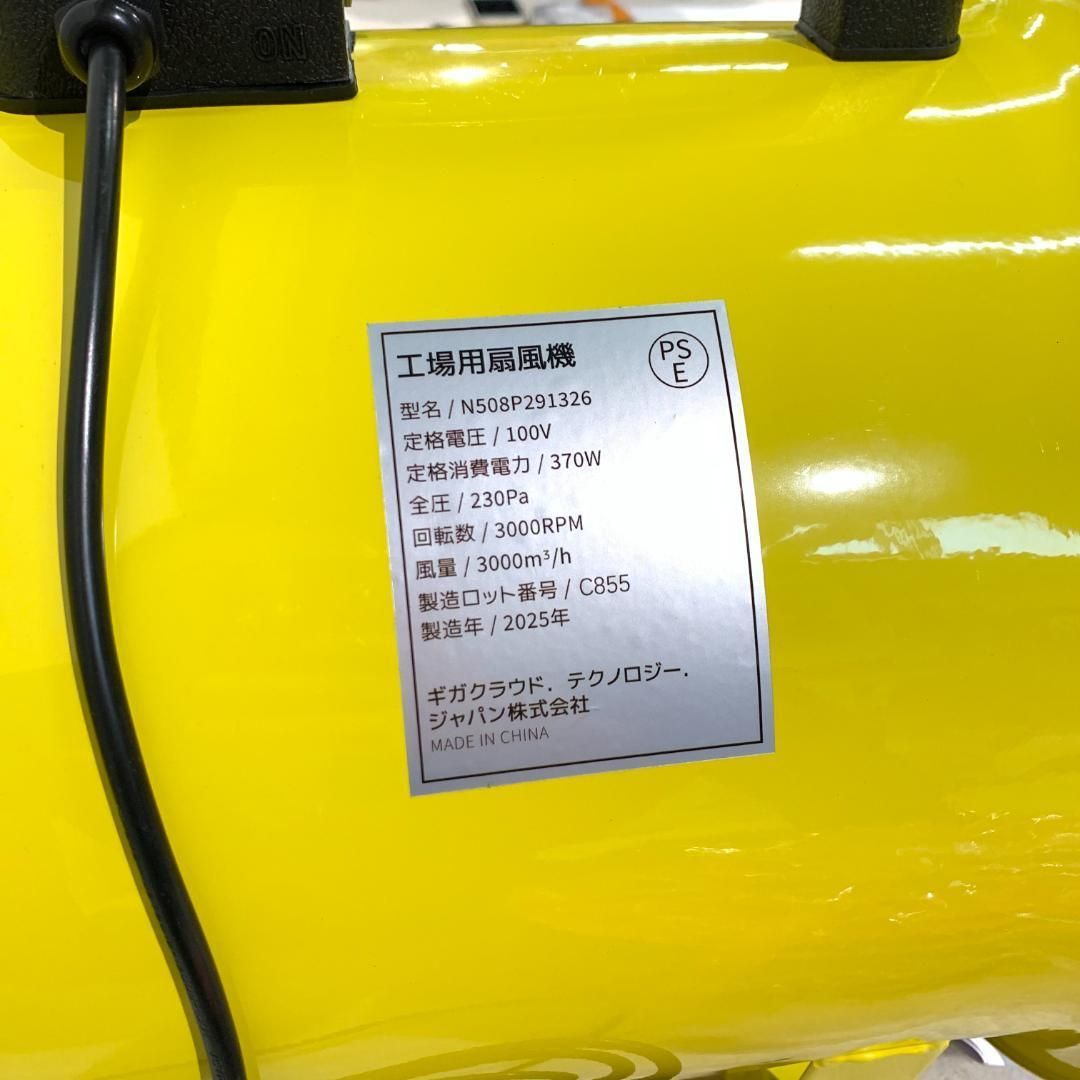 ON
工場用扇風機
PS
E
型名 / N508P291326
定格電圧 / 100V
定格消費電力 / 370W
全圧 / 230Pa
回転数 / 3000RPM
風量 / 3000m³/h
製造ロット番号 / C855
製造年 / 2025年
ギガクラウド．テクノロジー．
ジャパン株式会社
MADE IN CHINA